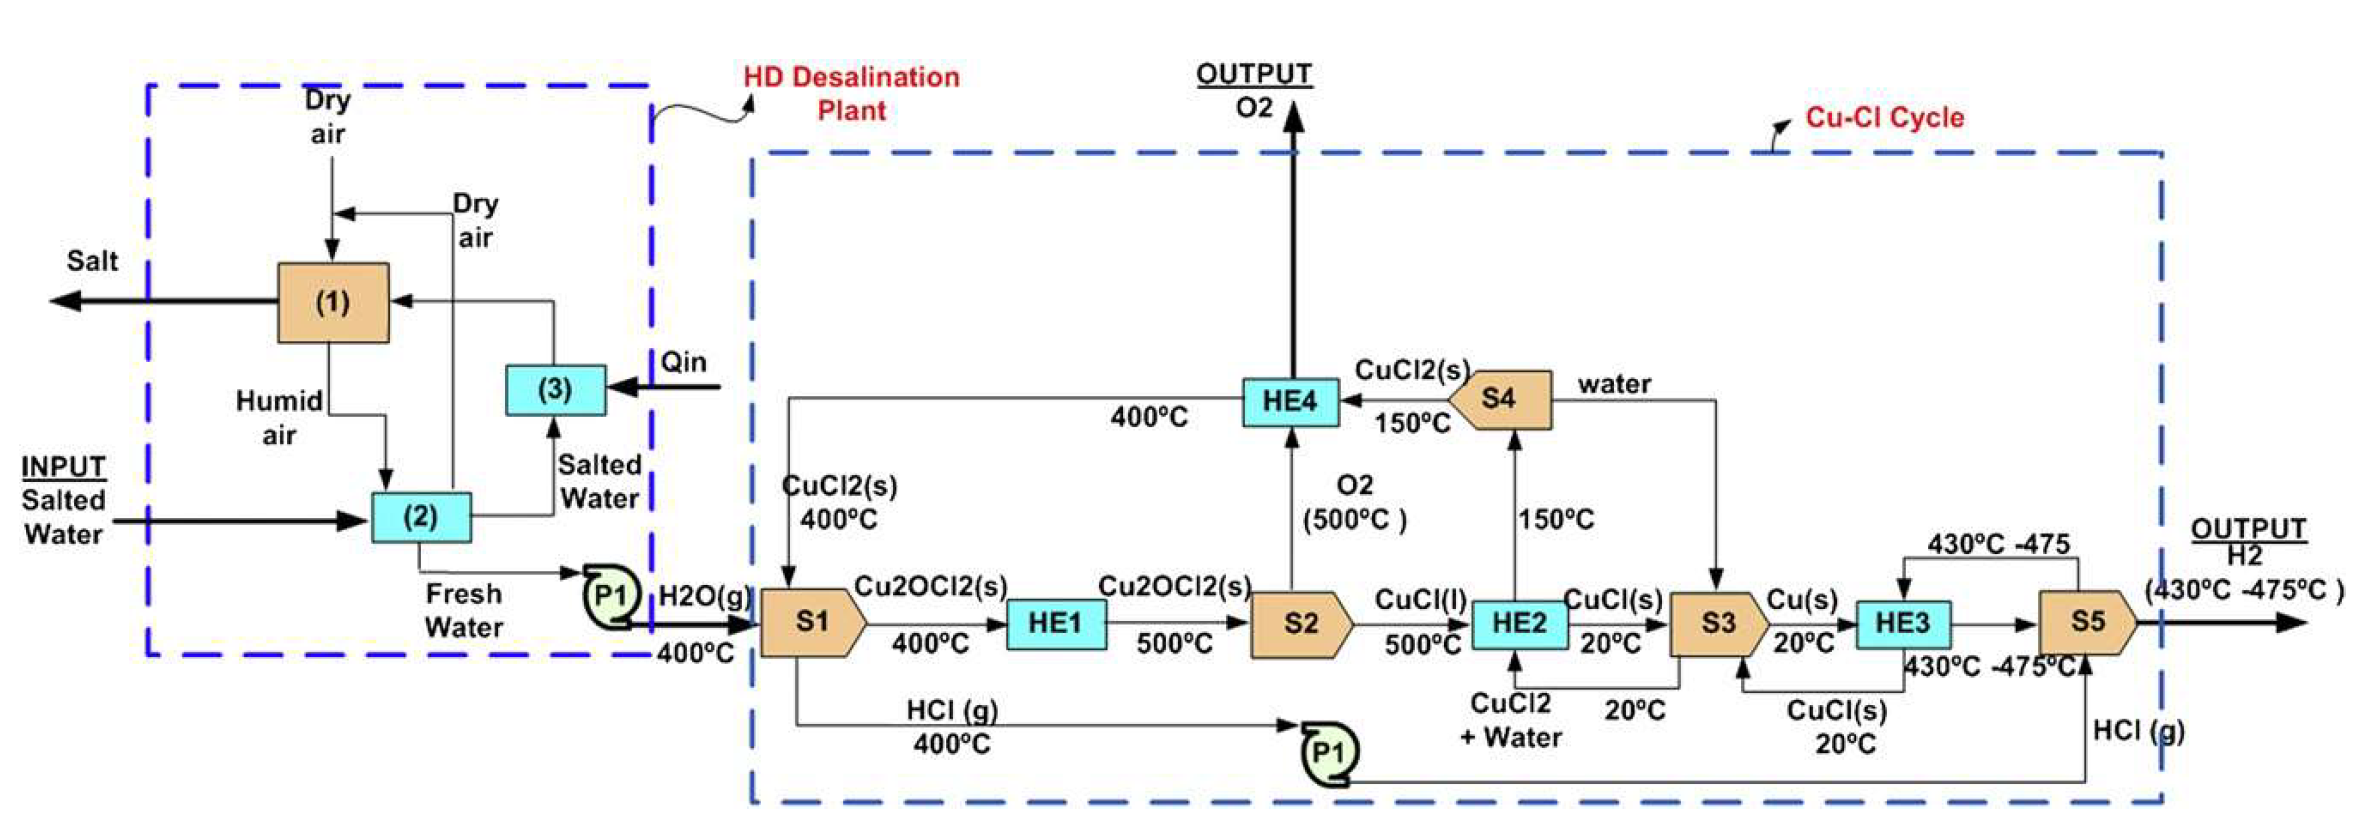 HD Desalination
Plant
OUTPUT
O2
Cu-Cl Cycle
Dry
air
Dry
air
Salt
(1)
Humid
air
(3)
Qin
INPUT
Salted
Water
(2)
Salted
Water
Fresh
Water
P1
H2O(g)
400ºC
S1
Cu2OCl2(s)
400ºC
HE1
Cu2OCl2(s)
500ºC
S2
CuCl(l)
500ºC
HE2
CuCl(s)
20ºC
S3
Cu(s)
20ºC
HE3
430ºC -475
430ºC -475ºC
S5
OUTPUT
H2
(430ºC -475ºC )
HE4
CuCl2(s)
150ºC
S4
water
400ºC
CuCl2(s)
400ºC
O2
(500ºC )
150ºC
HCl (g)
400ºC
P1
CuCl2
+ Water
20ºC
CuCl(s)
20ºC
HCl (g)